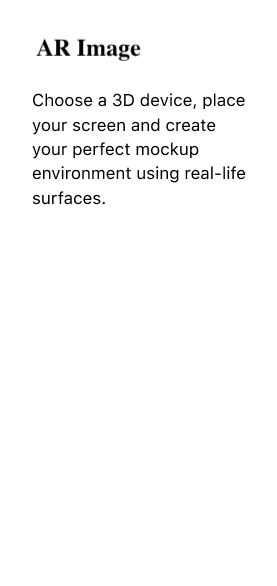 AR Image
Choose a 3D device, place
your screen and create
your perfect mockup
environment using real-life
surfaces.